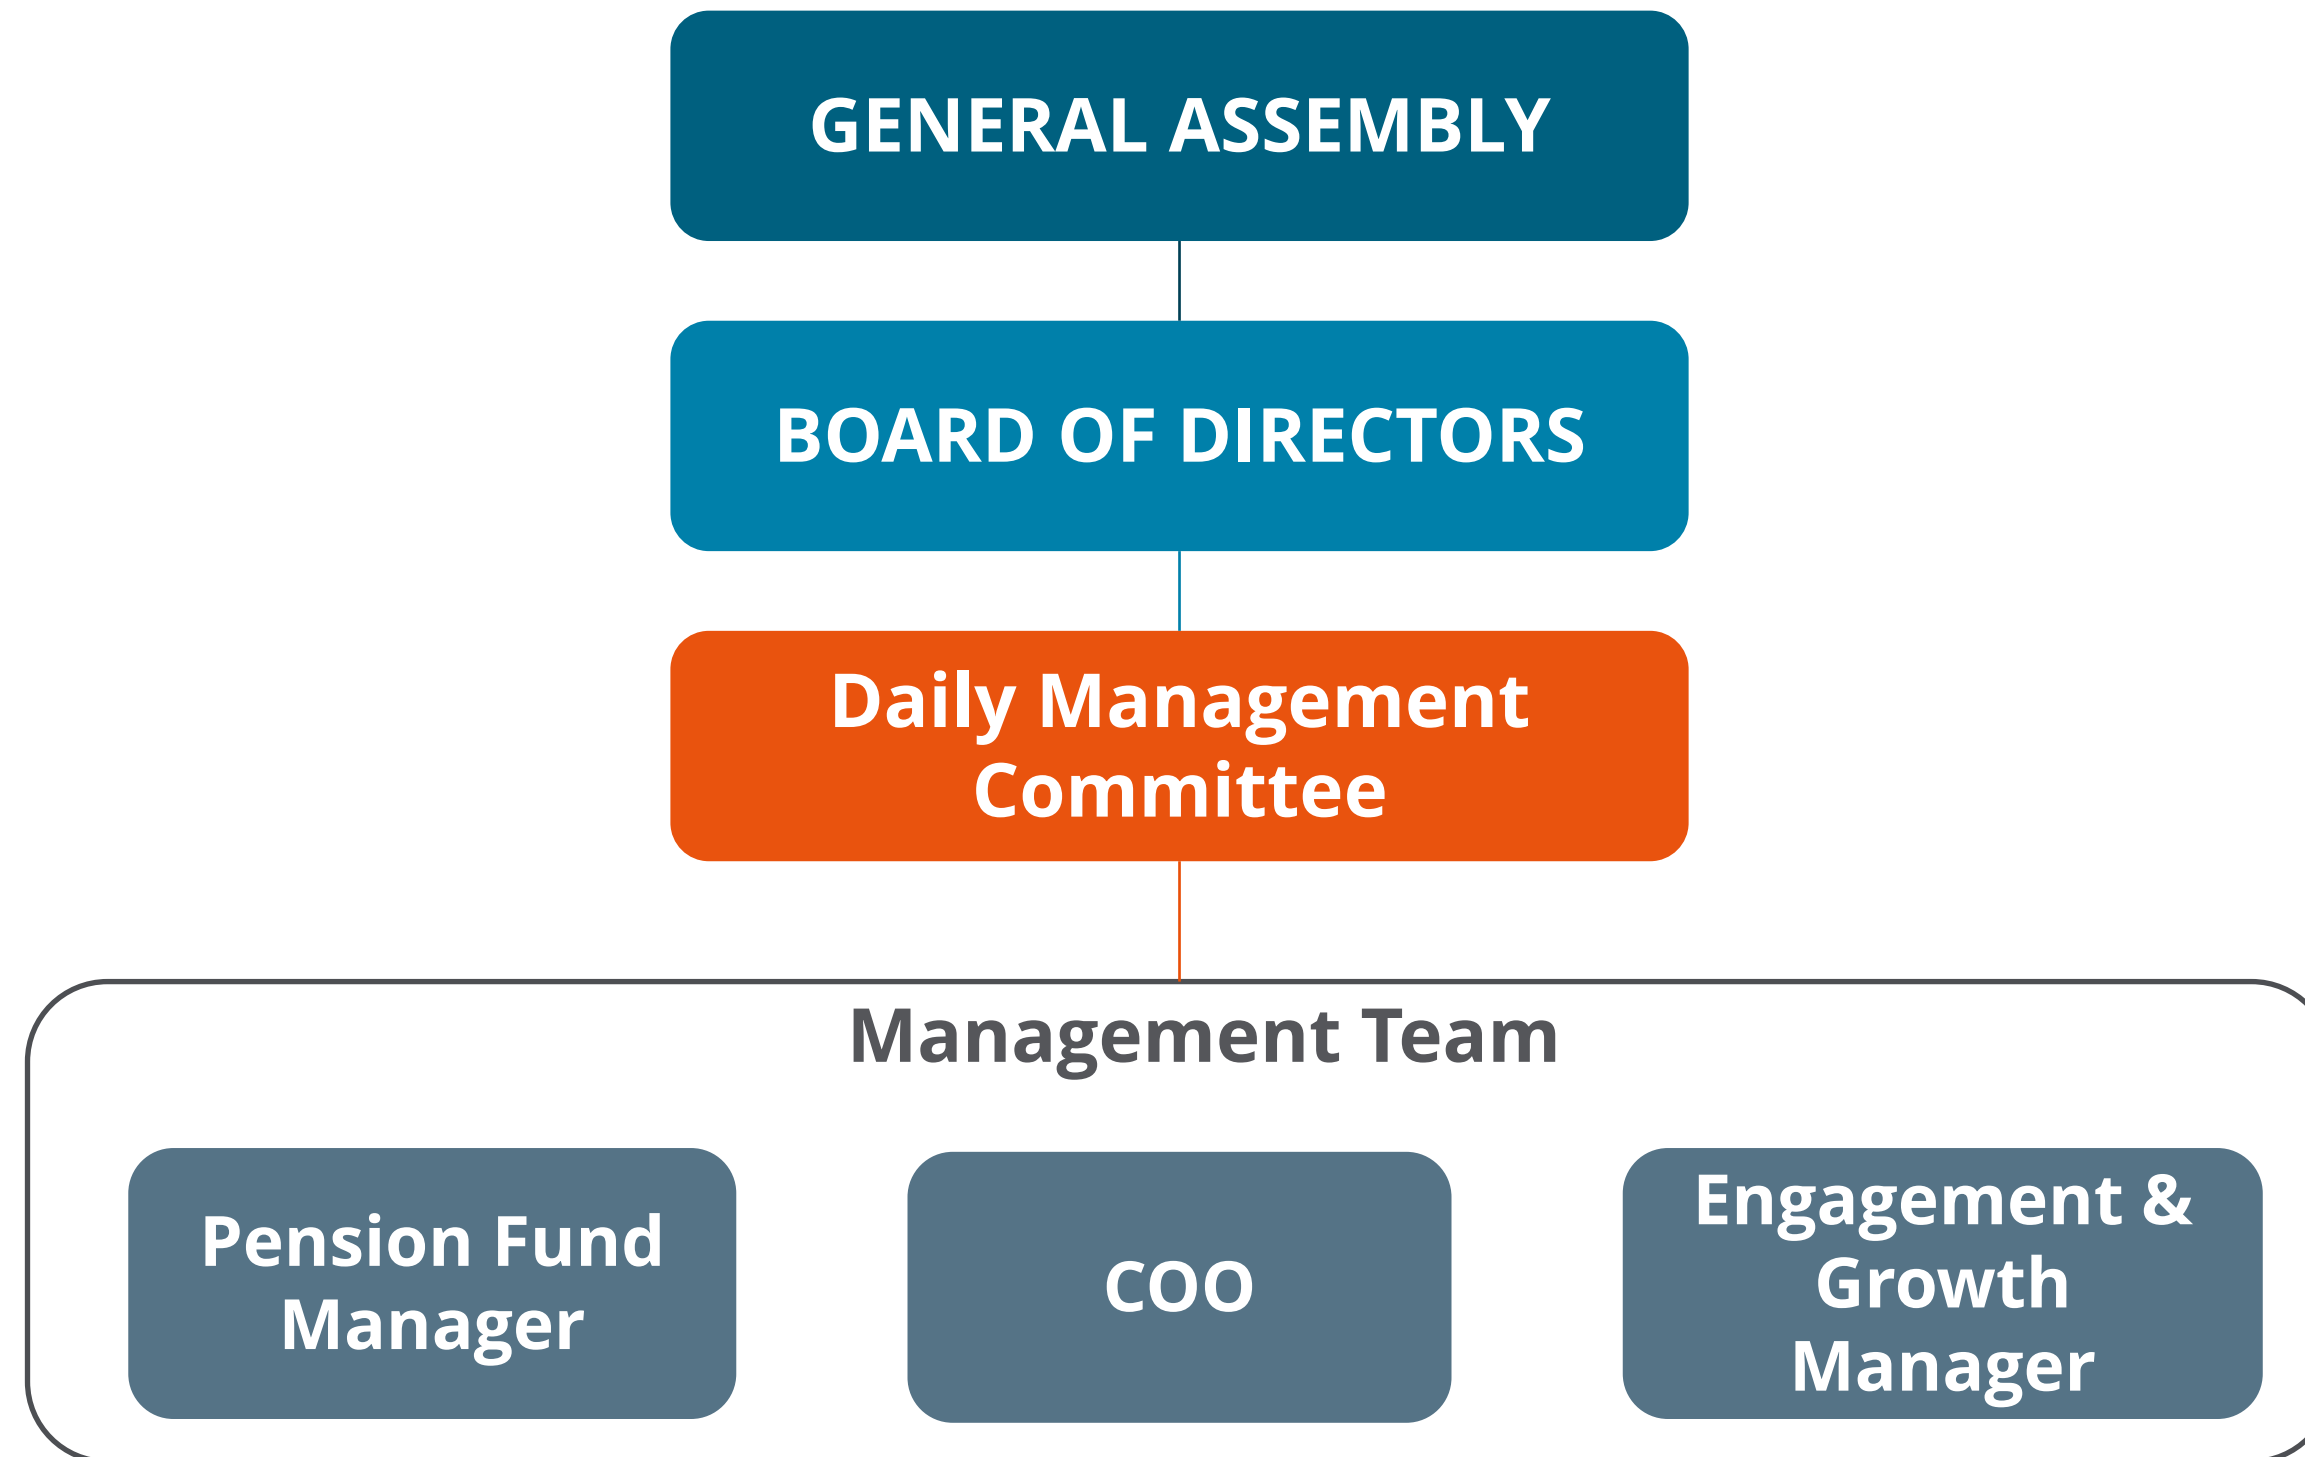 GENERAL ASSEMBLY
BOARD OF DIRECTORS
Daily Management
Committee
Management Team
Pension Fund
Manager
COO
Engagement &
Growth
Manager